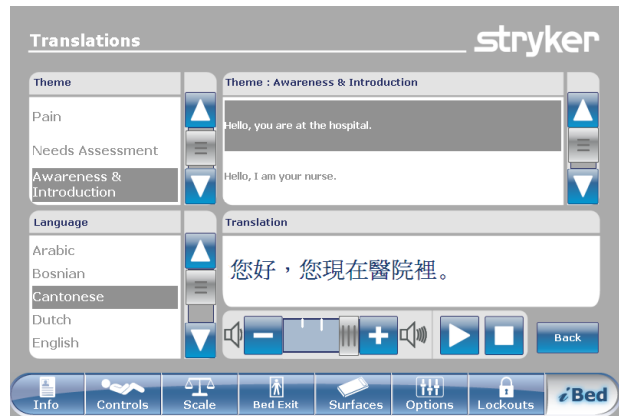 Translations
stryker
Theme
Pain
Needs Assessment
Awareness &
Introduction
Theme : Awareness & Introduction
Hello, you are at the hospital.
Hello, I am your nurse.
Language
Arabic
Bosnian
Cantonese
Dutch
English
Translation
您好，您現在醫院裡。
Back
Info
Controls
Scale
Bed Exit
Surfaces
Options
Lockouts
iBed